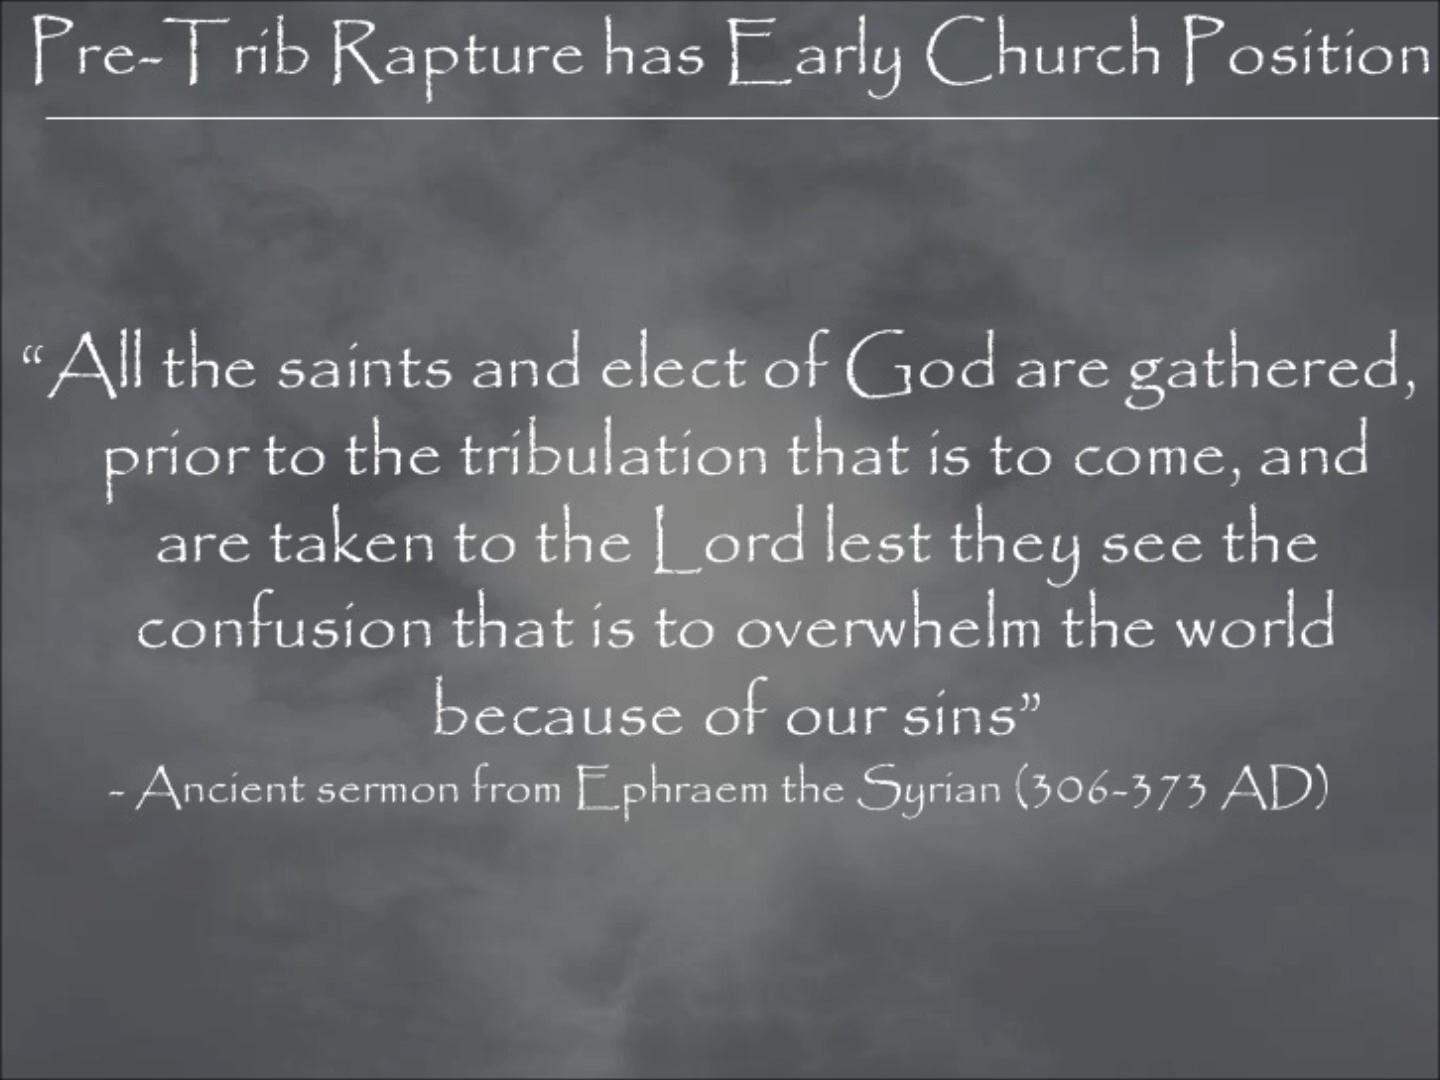 Pre-Trib Rapture has Early Church Position
“All the saints and elect of God are gathered,
prior to the tribulation that is to come, and
are taken to the Lord lest they see the
confusion that is to overwhelm the world
because of our sins”
- Ancient sermon from Ephraem the Syrian (306-373 AD)